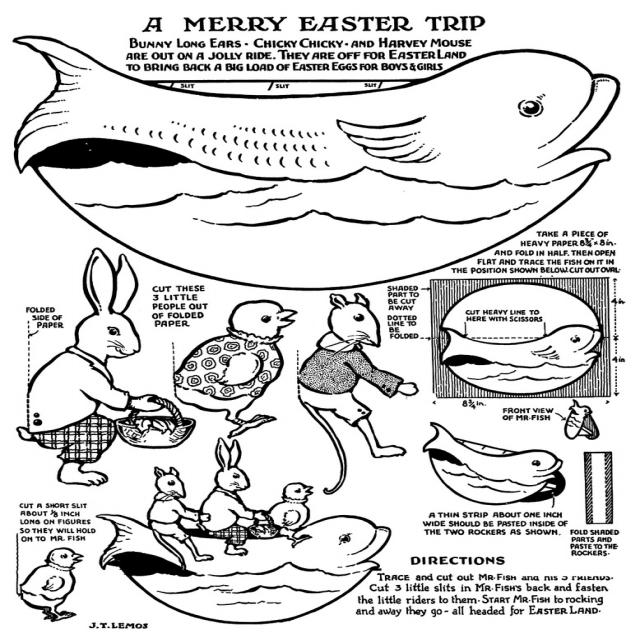 A MERRY EASTER TRIP
BUNNY LONG EARS - CHICKY CHICKY - AND HARVEY MOUSE
ARE OUT ON A JOLLY RIDE. THEY ARE OFF FOR EASTER LAND
TO BRING BACK A BIG LOAD OF EASTER EGGS FOR BOYS & GIRLS
SLIT
SLIT
SLIT
TAKE A PIECE OF
HEAVY PAPER 8¾" x 8in.
AND FOLD IN HALF. THEN OPEN
FLAT AND TRACE THE FISH ON IT IN
THE POSITION SHOWN BELOW. CUT OUT OVAL.
FOLDED
SIDE OF
PAPER
CUT THESE
3 LITTLE
PEOPLE OUT
OF FOLDED
PAPER
SHADED
PART TO
BE CUT
AWAY
DOTTED
LINE TO
BE
FOLDED
CUT HEAVY LINE TO
HERE WITH SCISSORS
4in
4in
8¾in.
FRONT VIEW
OF MR-FISH
A THIN STRIP ABOUT ONE INCH
WIDE SHOULD BE PASTED INSIDE OF
THE TWO ROCKERS AS SHOWN.
FOLD SHADED
PARTS AND
PASTE TO THE
ROCKERS.
CUT A SHORT SLIT
ABOUT ⅞ INCH
LONG ON FIGURES
SO THEY WILL HOLD
ON TO MR. FISH
DIRECTIONS
TRACE and cut out MR-FISH and his 3 FRIENDS.
Cut 3 little slits in MR-FISH'S back and fasten
the little riders to them. START MR. FISH to rocking
and away they go - all headed for EASTER LAND.
J.T. LEMOS